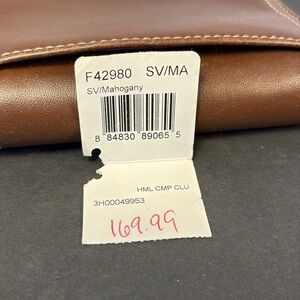 F42980 SV/MA
SV/Mahogany
8 84830 89065 5
HML CMP CLU
3H00049953
169.99